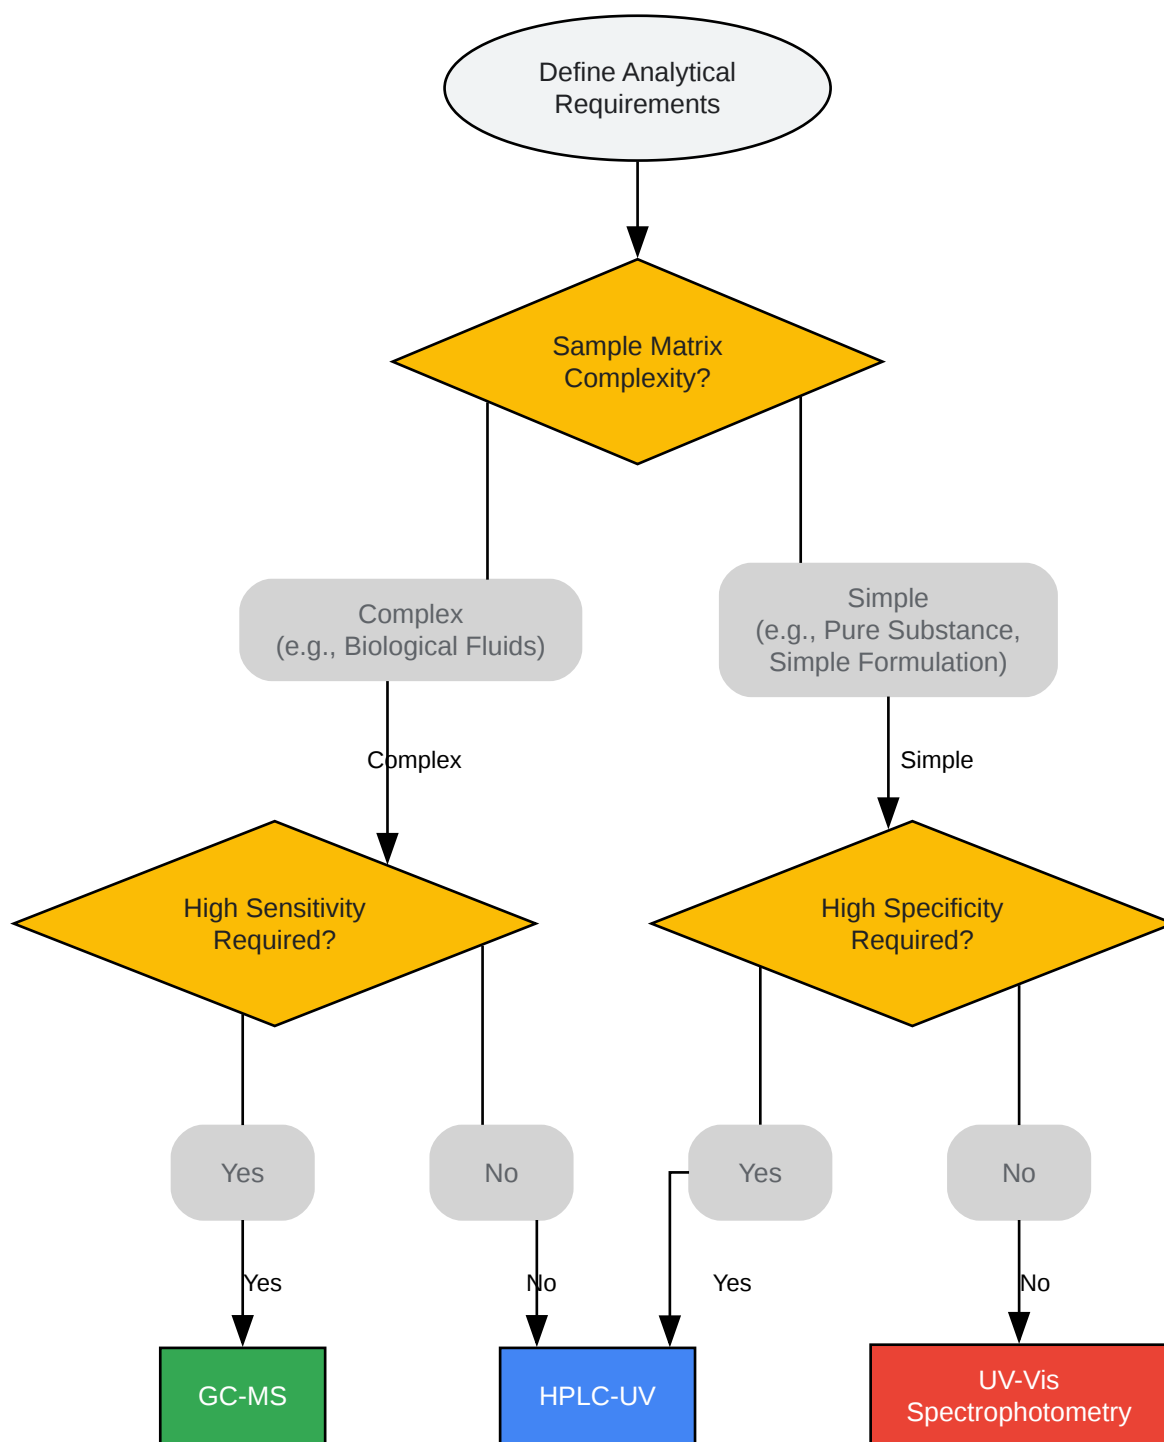 Define Analytical
Requirements
Sample Matrix
Complexity?
Complex
(e.g., Biological Fluids)
Simple
(e.g., Pure Substance,
Simple Formulation)
Complex
Simple
High Sensitivity
Required?
High Specificity
Required?
Yes
No
Yes
No
Yes
No
Yes
No
GC-MS
HPLC-UV
UV-Vis
Spectrophotometry